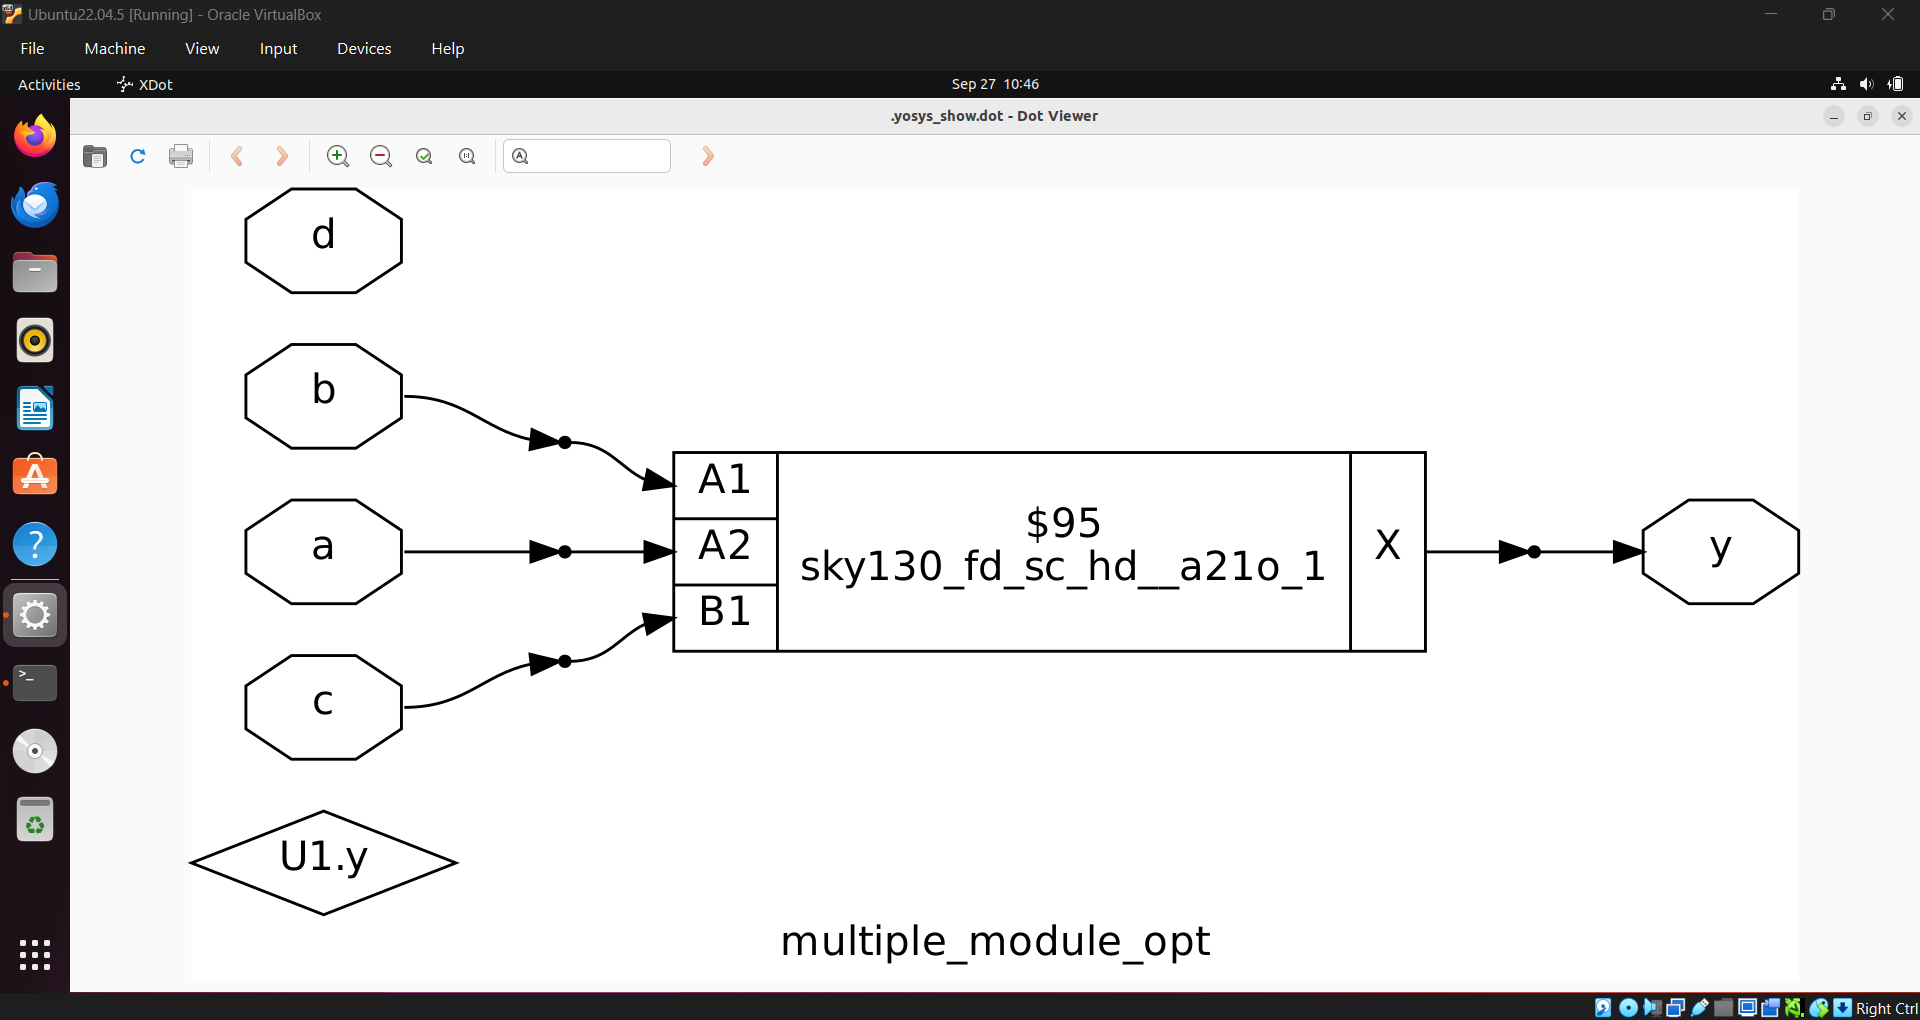 Ubuntu22.04.5 [Running] - Oracle VirtualBox
File Machine View Input Devices Help
Activities XDot Sep 27 10:46
.yosys_show.dot - Dot Viewer
d
b
a
c
U1.y
A1
A2
B1
$95
sky130_fd_sc_hd__a21o_1
X
y
multiple_module_opt
Right Ctrl